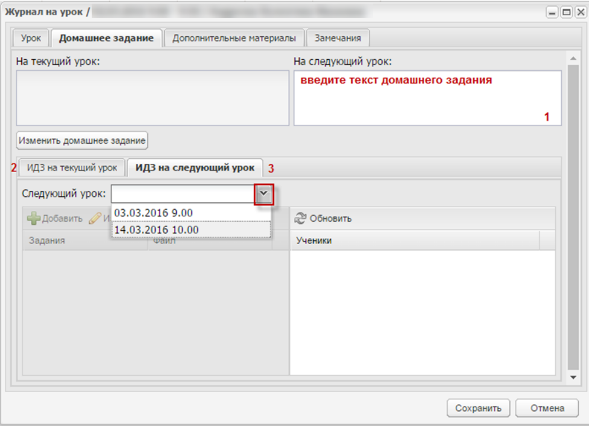 Журнал на урок /
Урок Домашнее задание Дополнительные материалы Замечания
На текущий урок: На следующий урок:
введите текст домашнего задания
1
Изменить домашнее задание
2 ИДЗ на текущий урок ИДЗ на следующий урок 3
Следующий урок:
03.03.2016 9.00
14.03.2016 10.00
Добавить И Обновить
Задания Файл Ученики
Сохранить Отмена